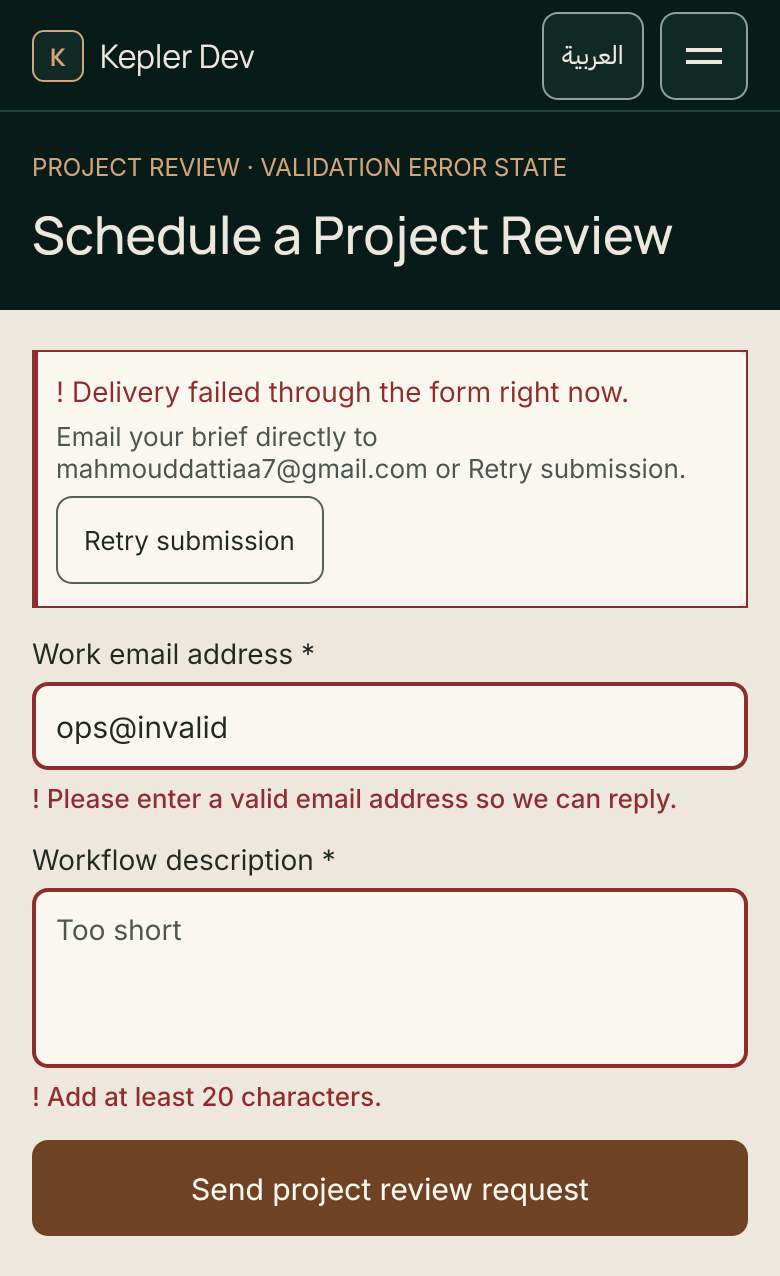 K
Kepler Dev
العربية
PROJECT REVIEW · VALIDATION ERROR STATE
Schedule a Project Review
! Delivery failed through the form right now.
Email your brief directly to
mahmouddattiaa7@gmail.com or Retry submission.
Retry submission
Work email address *
ops@invalid
! Please enter a valid email address so we can reply.
Workflow description *
Too short
! Add at least 20 characters.
Send project review request